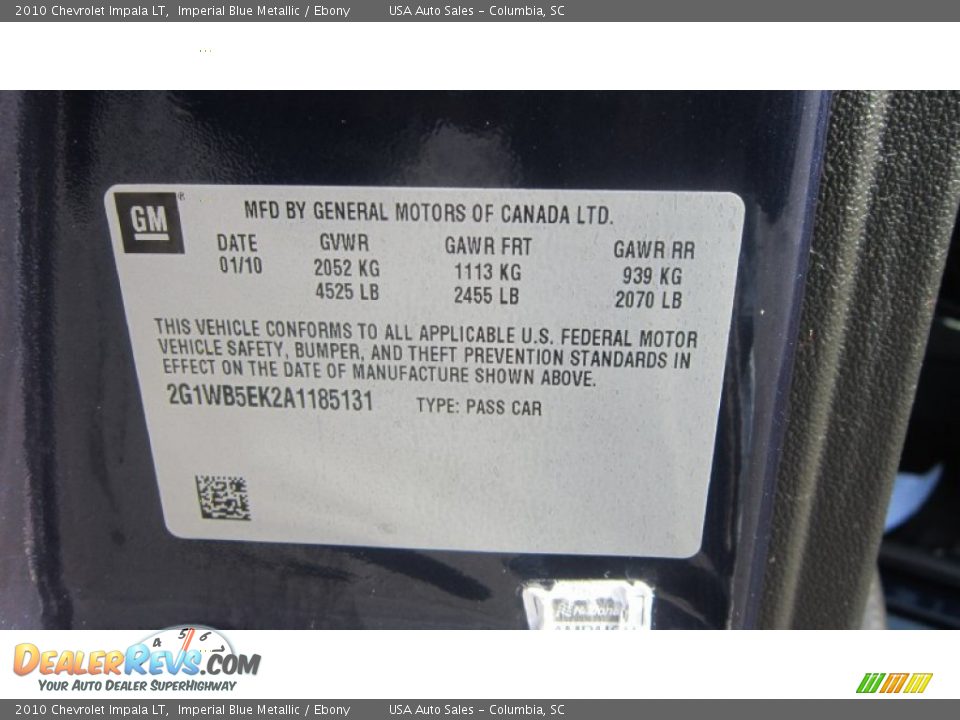 2010 Chevrolet Impala LT, Imperial Blue Metallic / Ebony USA Auto Sales - Columbia, SC
GM®
MFD BY GENERAL MOTORS OF CANADA LTD.
DATE GVWR GAWR FRT GAWR RR
01/10 2052 KG 1113 KG 939 KG
4525 LB 2455 LB 2070 LB
THIS VEHICLE CONFORMS TO ALL APPLICABLE U.S. FEDERAL MOTOR
VEHICLE SAFETY, BUMPER, AND THEFT PREVENTION STANDARDS IN
EFFECT ON THE DATE OF MANUFACTURE SHOWN ABOVE.
2G1WB5EK2A1185131 TYPE: PASS CAR
4 5 6
DEALERREVS.COM
YOUR AUTO DEALER SUPERHIGHWAY
2010 Chevrolet Impala LT, Imperial Blue Metallic / Ebony USA Auto Sales - Columbia, SC